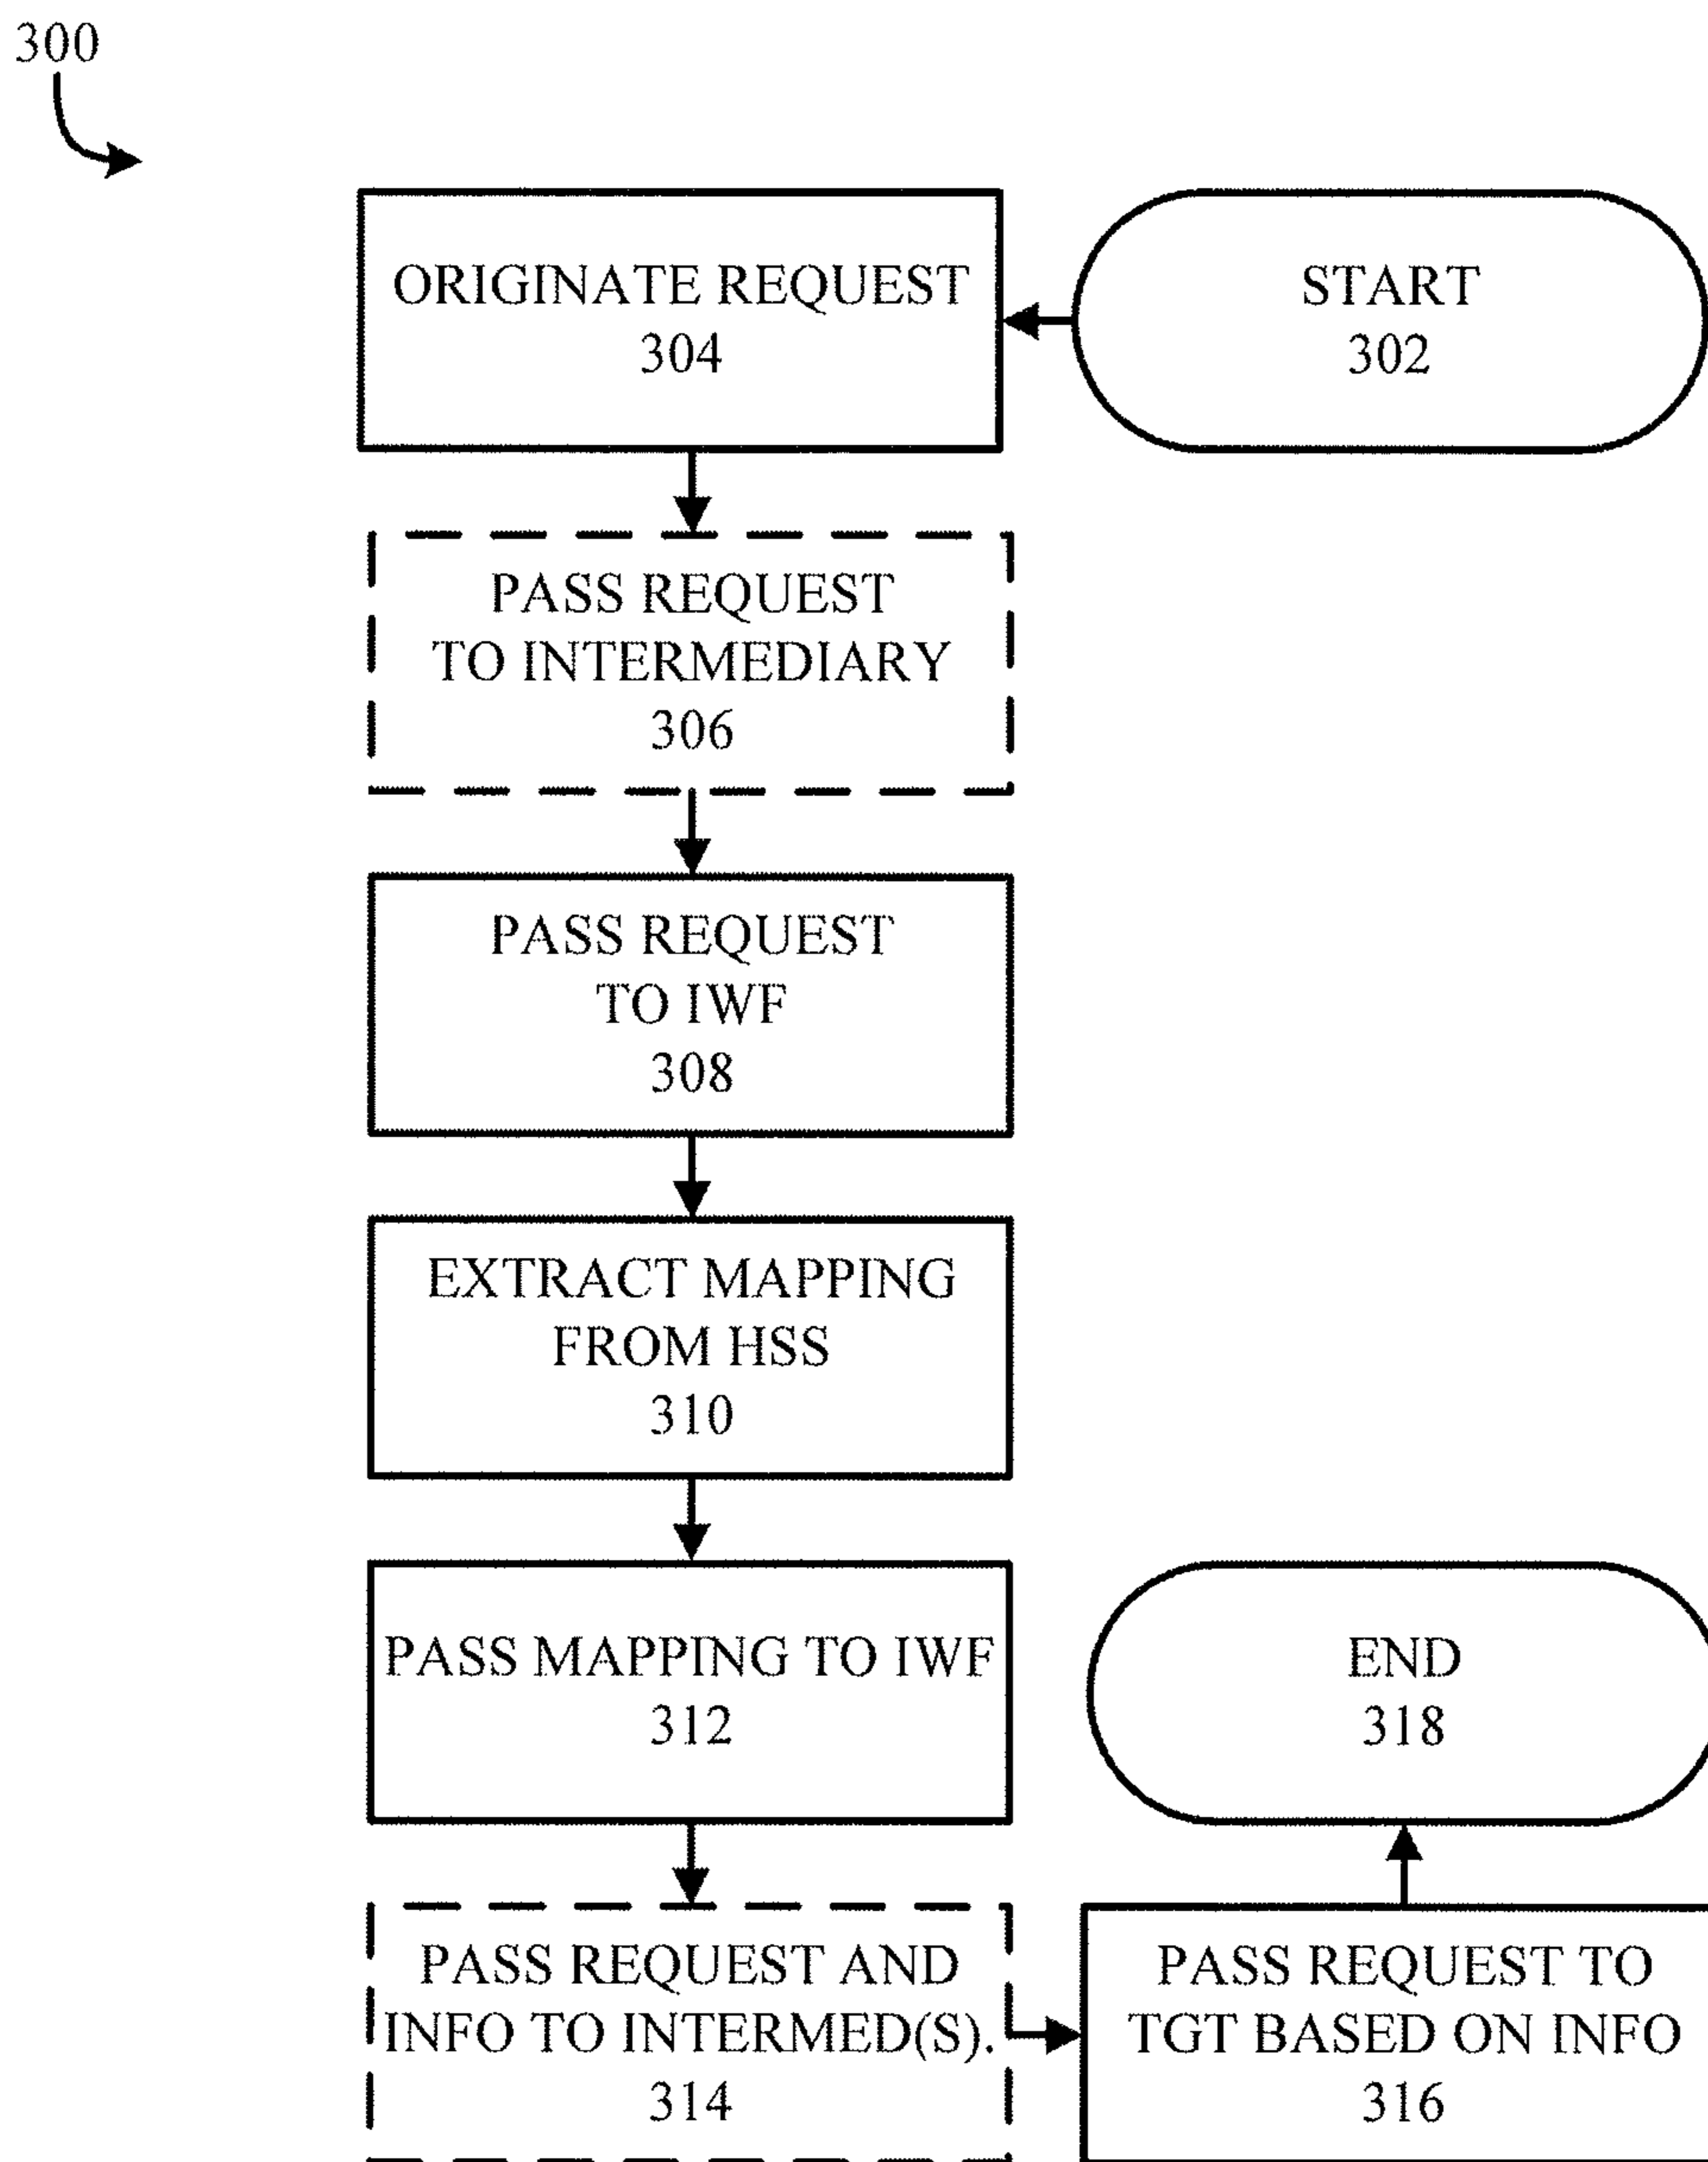 300
START
302
ORIGINATE REQUEST
304
PASS REQUEST
TO INTERMEDIARY
306
PASS REQUEST
TO IWF
308
EXTRACT MAPPING
FROM HSS
310
PASS MAPPING TO IWF
312
PASS REQUEST AND
INFO TO INTERMED(S).
314
PASS REQUEST TO
TGT BASED ON INFO
316
END
318